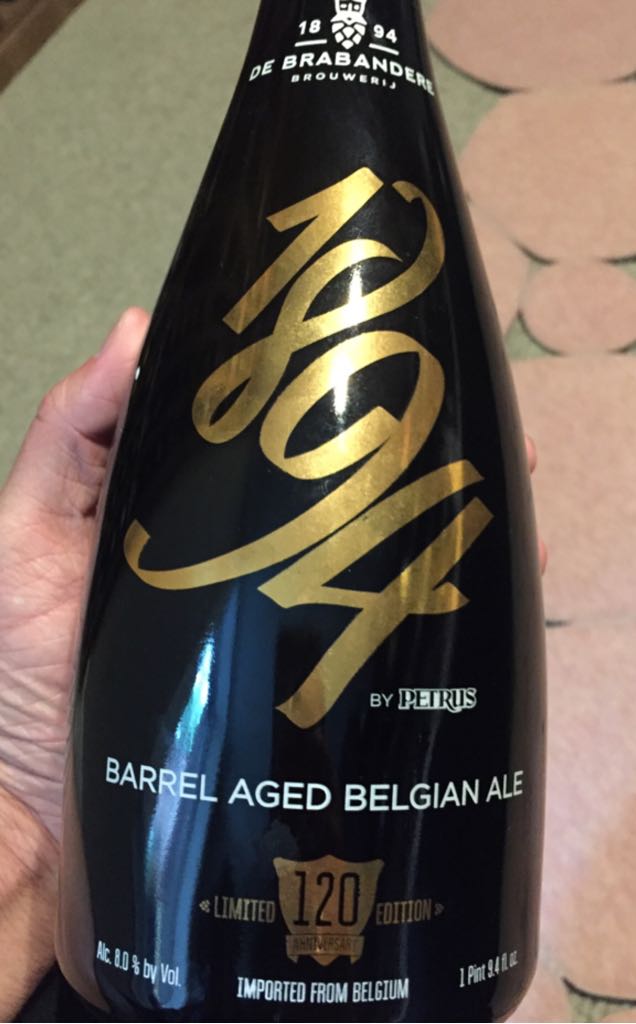 18 94
DE BRABANDERE
BROUWERIJ
1894
BY PETRUS
BARREL AGED BELGIAN ALE
« LIMITED 120 EDITION »
ANNIVERSARY
Alc. 8.0 % by Vol.
IMPORTED FROM BELGIUM
1 Pint 9.4 fl. oz.